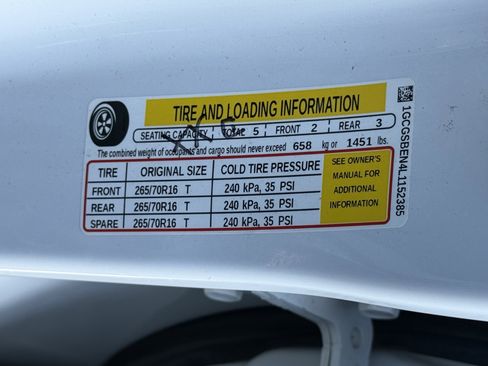 TIRE AND LOADING INFORMATION
SEATING CAPACITY TOTAL 5 FRONT 2 REAR 3
The combined weight of occupants and cargo should never exceed 658 kg or 1451 lbs.
TIRE ORIGINAL SIZE COLD TIRE PRESSURE
FRONT 265/70R16 T 240 kPa, 35 PSI
REAR 265/70R16 T 240 kPa, 35 PSI
SPARE 265/70R16 T 240 kPa, 35 PSI
SEE OWNER'S
MANUAL FOR
ADDITIONAL
INFORMATION
1GCGSBEN4L1152385